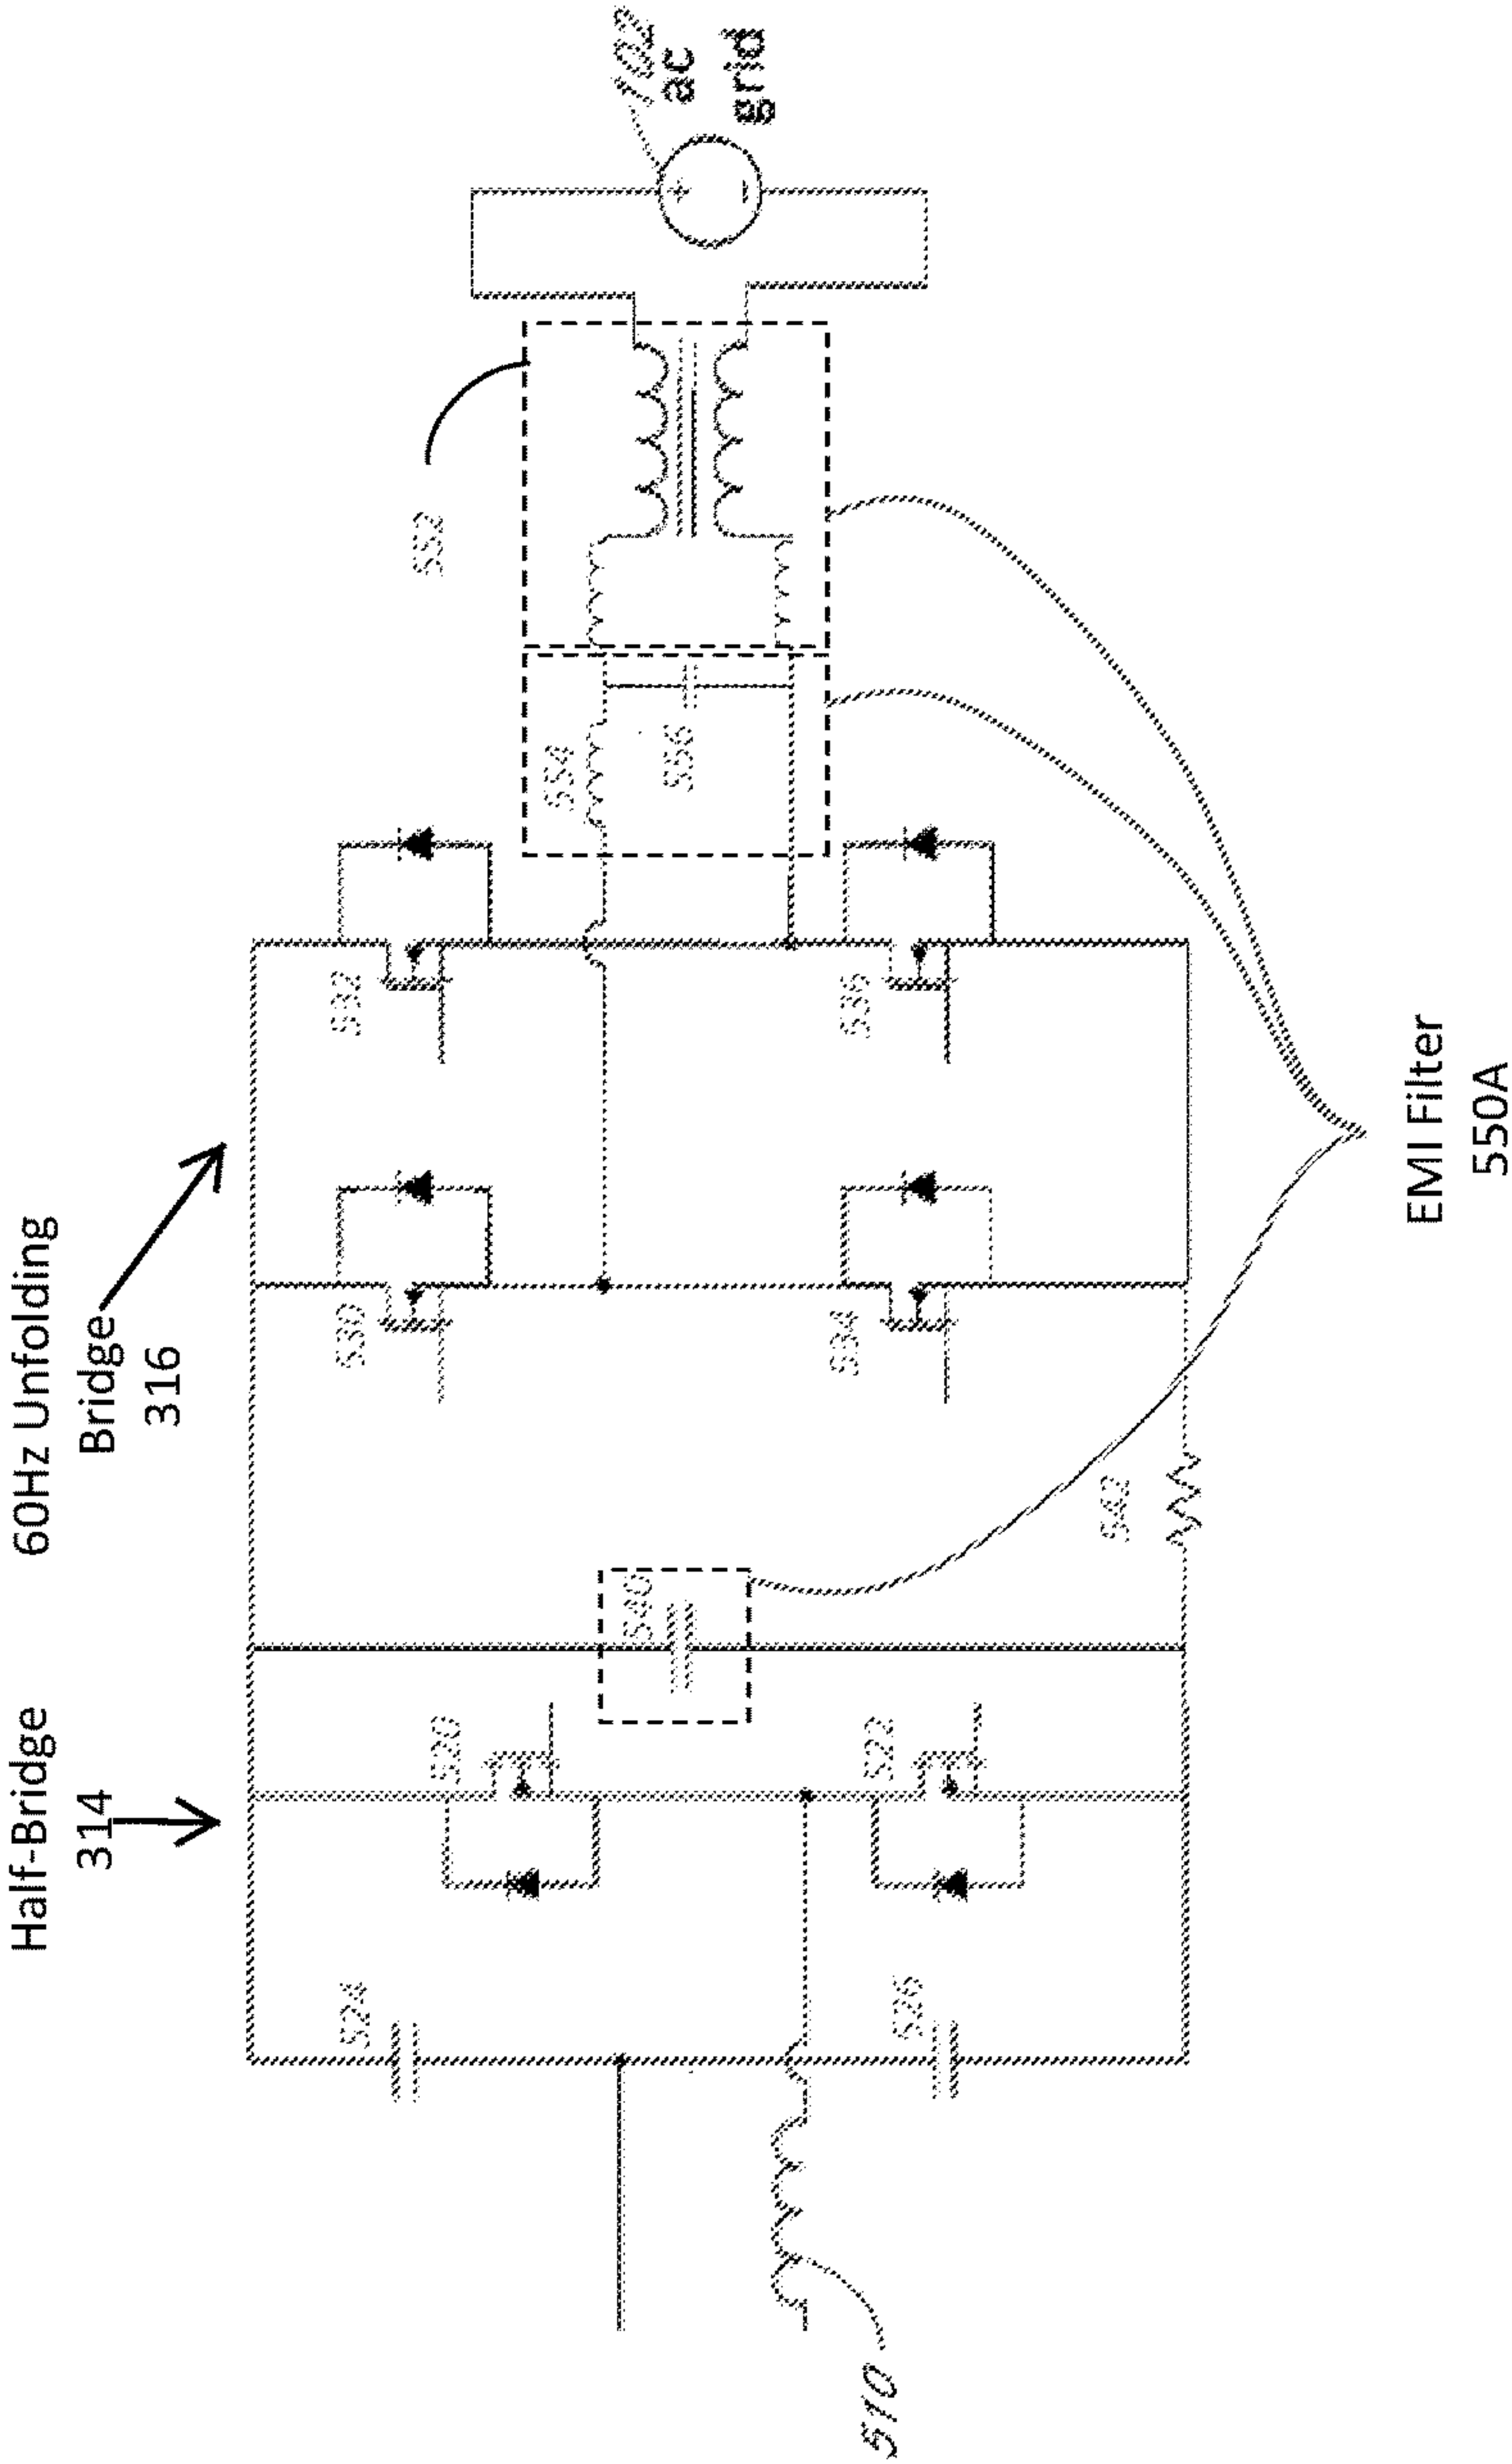 Half-Bridge
314
60Hz Unfolding
Bridge
316
524
526
520
522
540
542
530
534
532
536
554
556
552
102
ac
grid
510
EMI Filter
550A